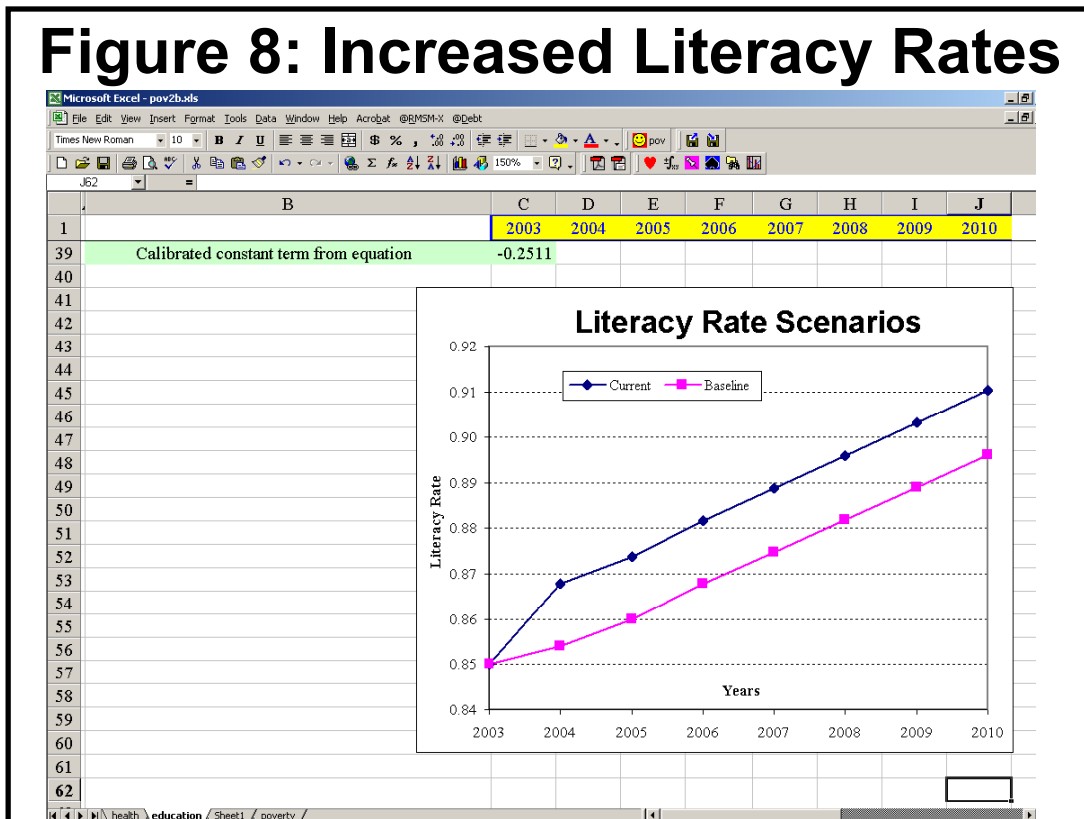 Figure 8: Increased Literacy Rates
Microsoft Excel - pov2b.xls
File Edit View Insert Format Tools Data Window Help Acrobat @RMSM-X @Debt
Times New Roman 10 B I U $ % , .00 pov
Σ fx 150%
J62 =
B C D E F G H I J
1 2003 2004 2005 2006 2007 2008 2009 2010
39 Calibrated constant term from equation -0.2511
40
41
42
43
44
45
46
47
48
49
50
51
52
53
54
55
56
57
58
59
60
61
62
Literacy Rate Scenarios
Current Baseline
0.92
0.91
0.90
0.89
0.88
0.87
0.86
0.85
0.84
Literacy Rate
Years
2003 2004 2005 2006 2007 2008 2009 2010
health education Sheet1 poverty